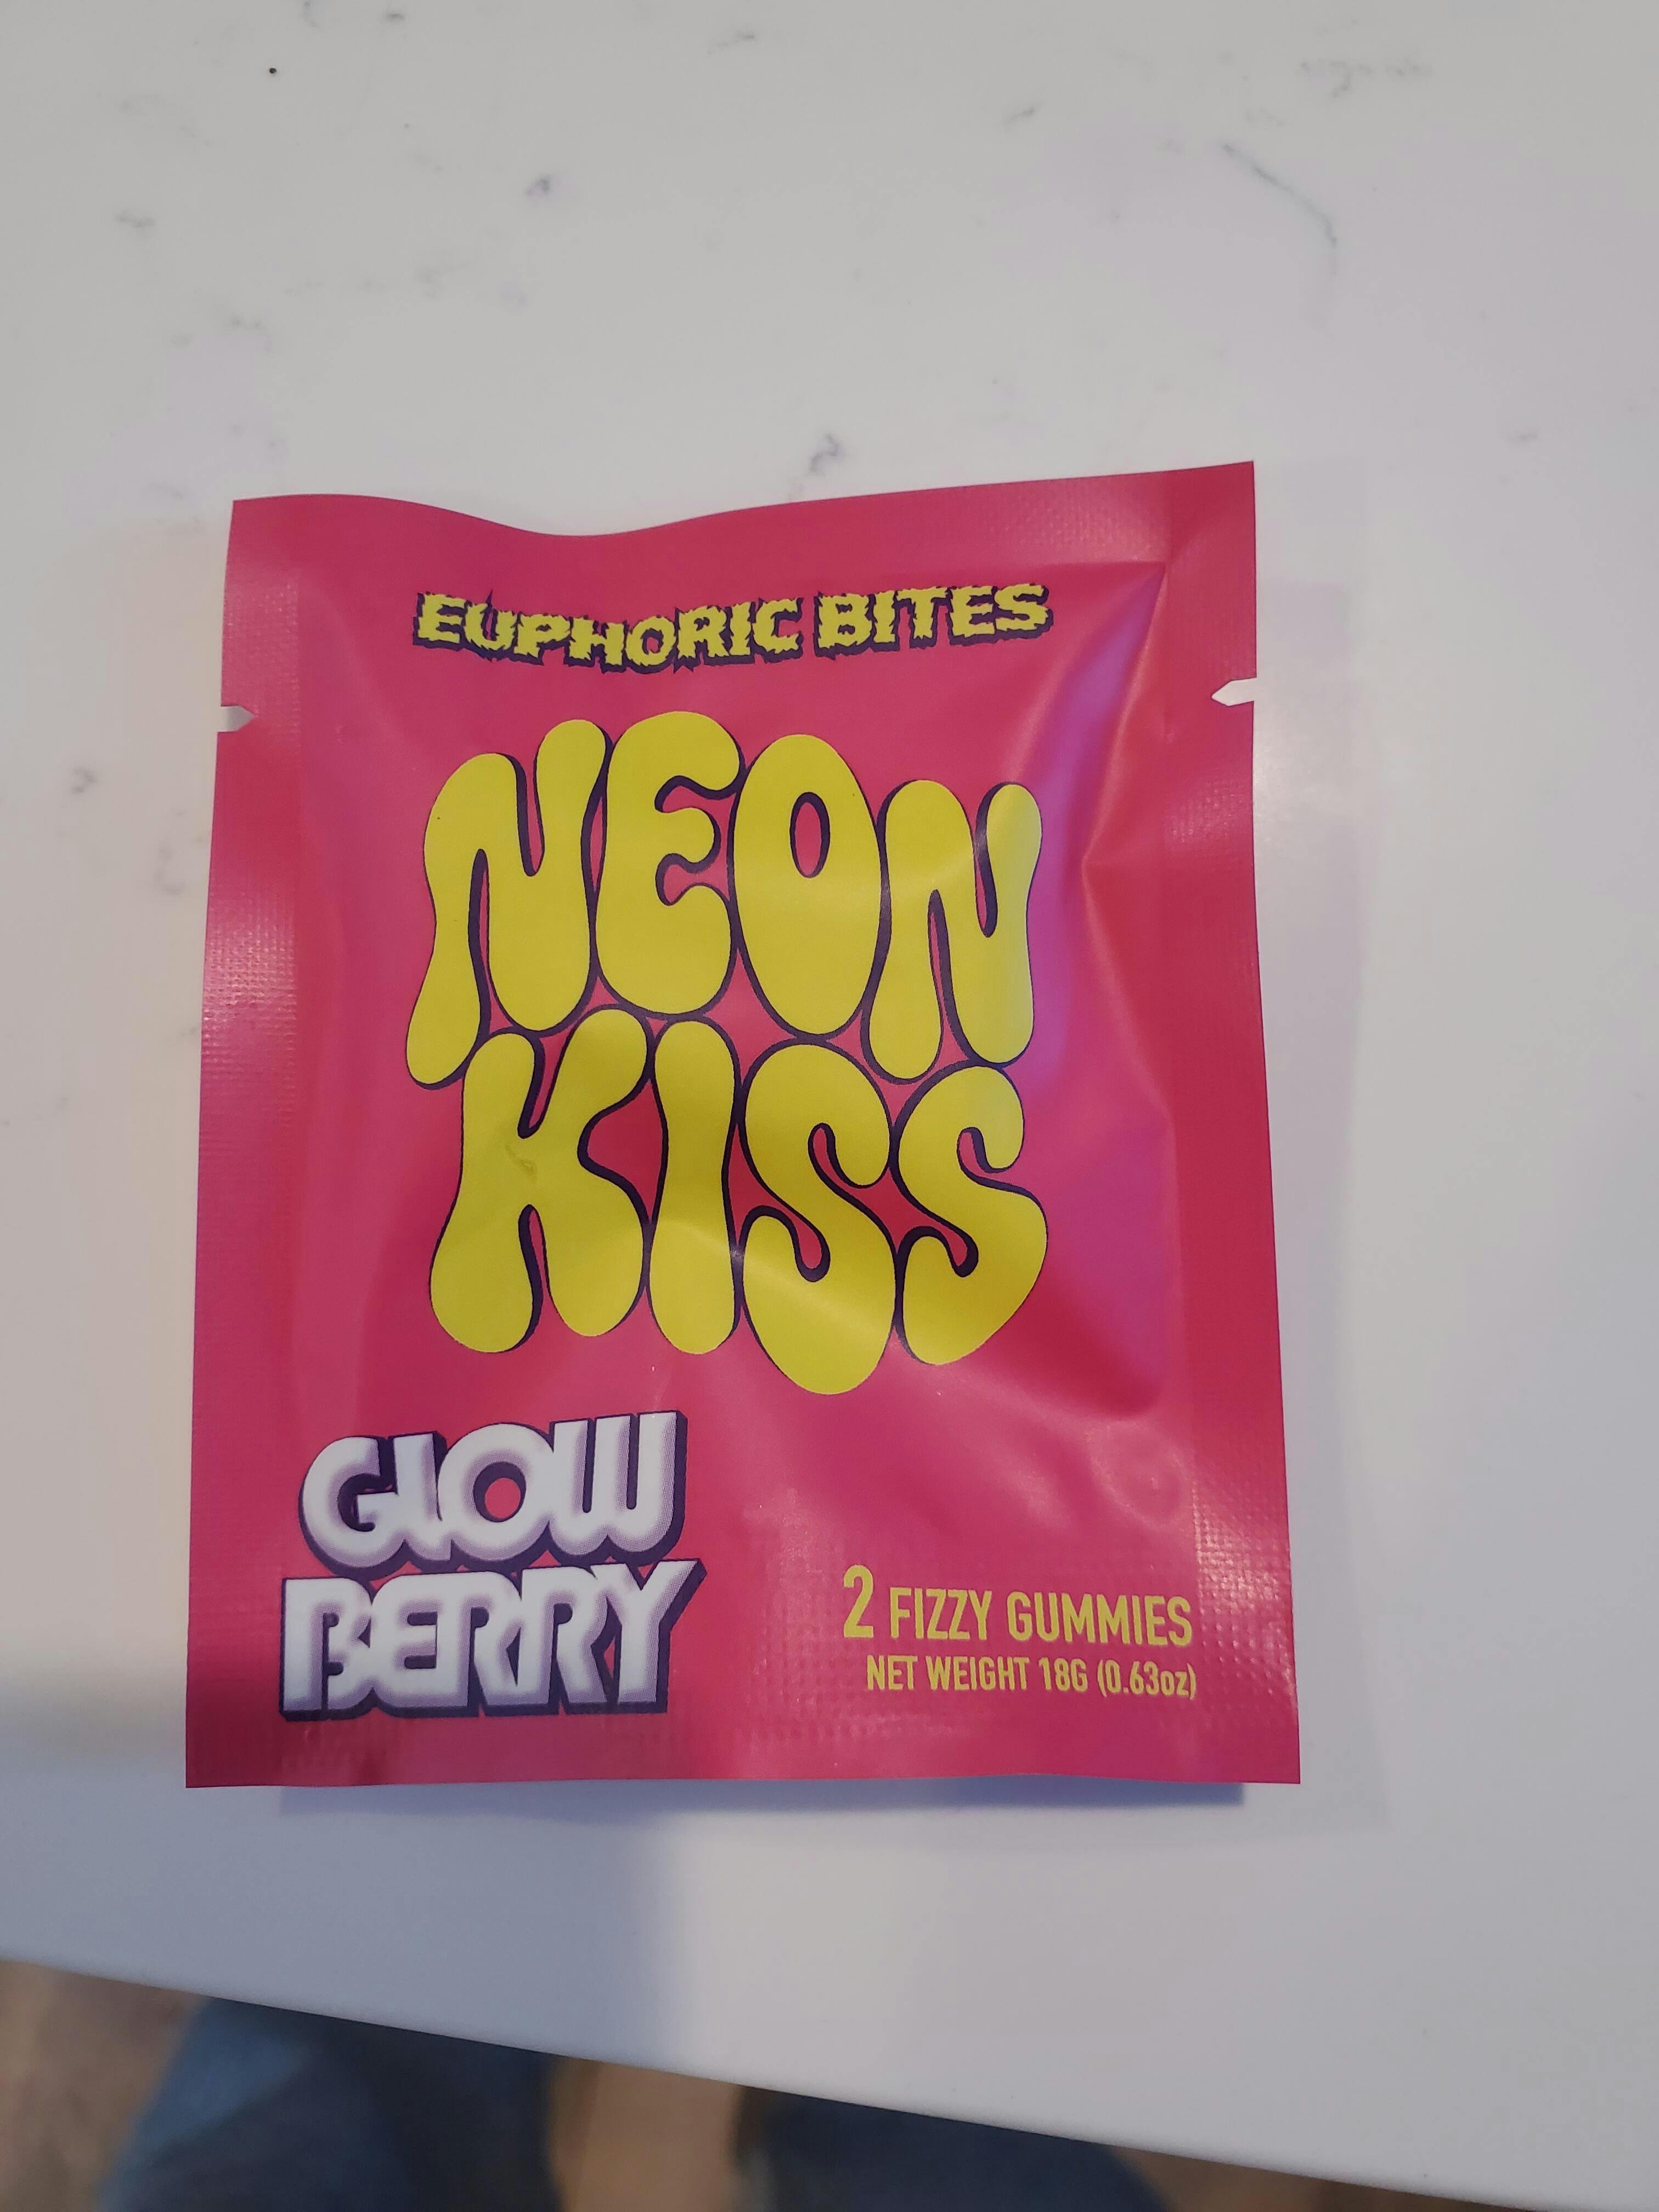 EUPHORIC BITES
NEON
KISS
GLOW
BERRY
2 FIZZY GUMMIES
NET WEIGHT 18G (0.63oz)